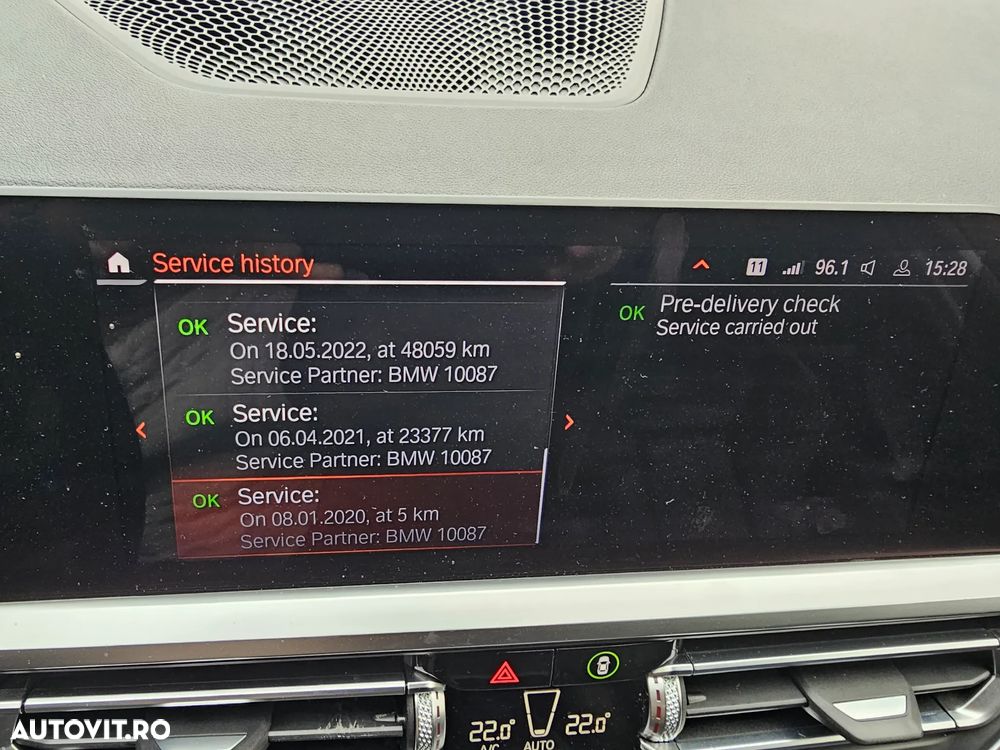 Service history
11 96.1 15:28
OK Service:
On 18.05.2022, at 48059 km
Service Partner: BMW 10087
OK Service:
On 06.04.2021, at 23377 km
Service Partner: BMW 10087
OK Service:
On 08.01.2020, at 5 km
Service Partner: BMW 10087
OK Pre-delivery check
Service carried out
22.0° 22.0°
A/C AUTO
AUTOVIT.RO